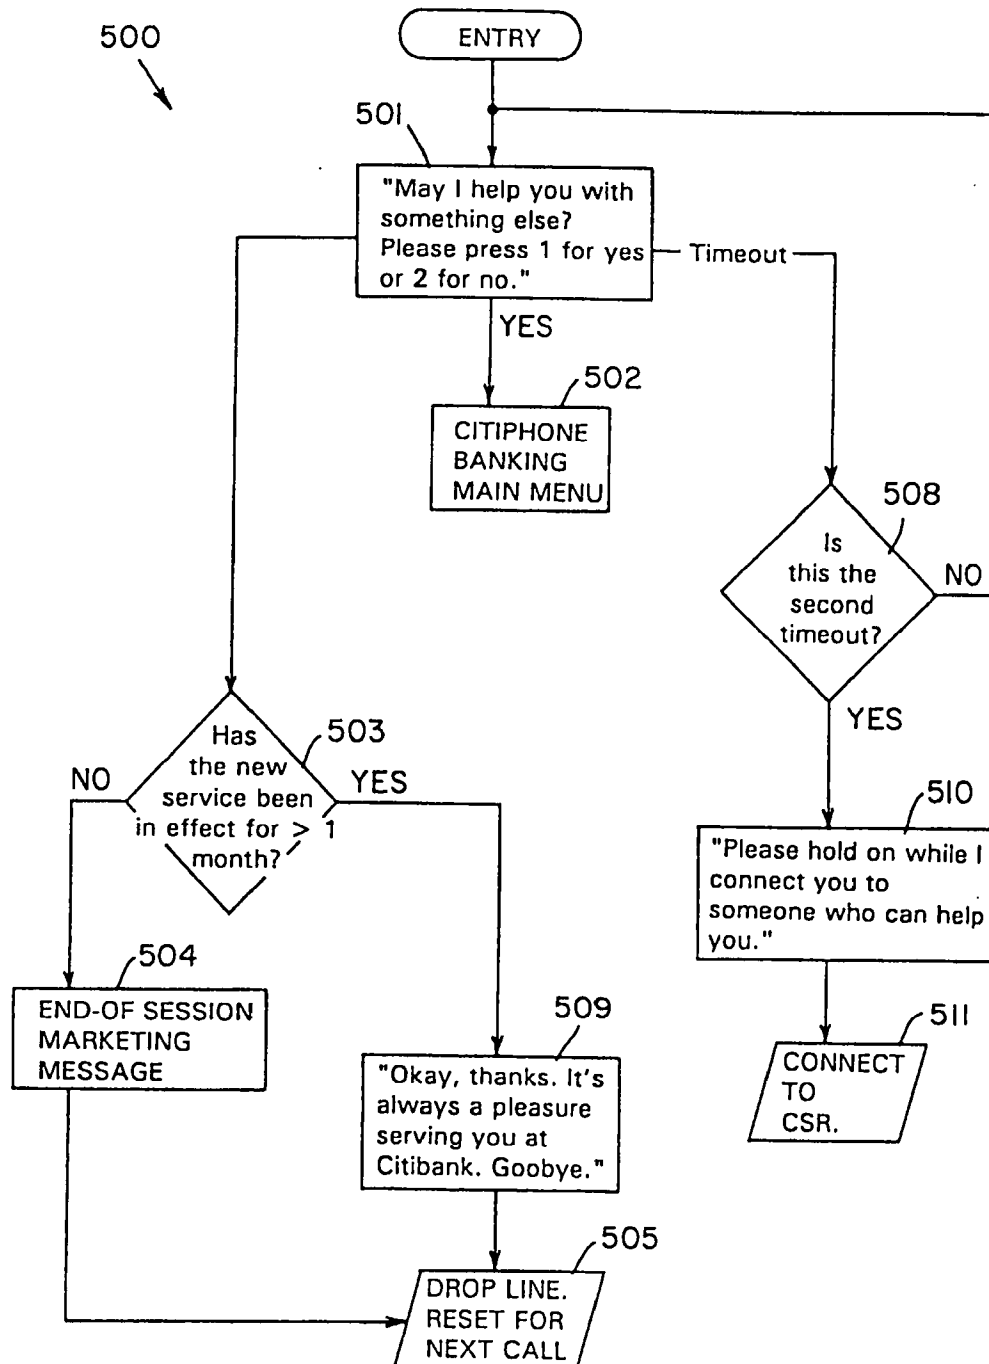 500
ENTRY
501
"May I help you with
something else?
Please press 1 for yes
or 2 for no."
Timeout
YES
502
CITIPHONE
BANKING
MAIN MENU
508
Is
this the
second
timeout?
NO
YES
503
Has
the new
service been
in effect for > 1
month?
NO
YES
510
"Please hold on while I
connect you to
someone who can help
you."
504
END-OF SESSION
MARKETING
MESSAGE
509
"Okay, thanks. It's
always a pleasure
serving you at
Citibank. Goobye."
511
CONNECT
TO
CSR.
505
DROP LINE.
RESET FOR
NEXT CALL